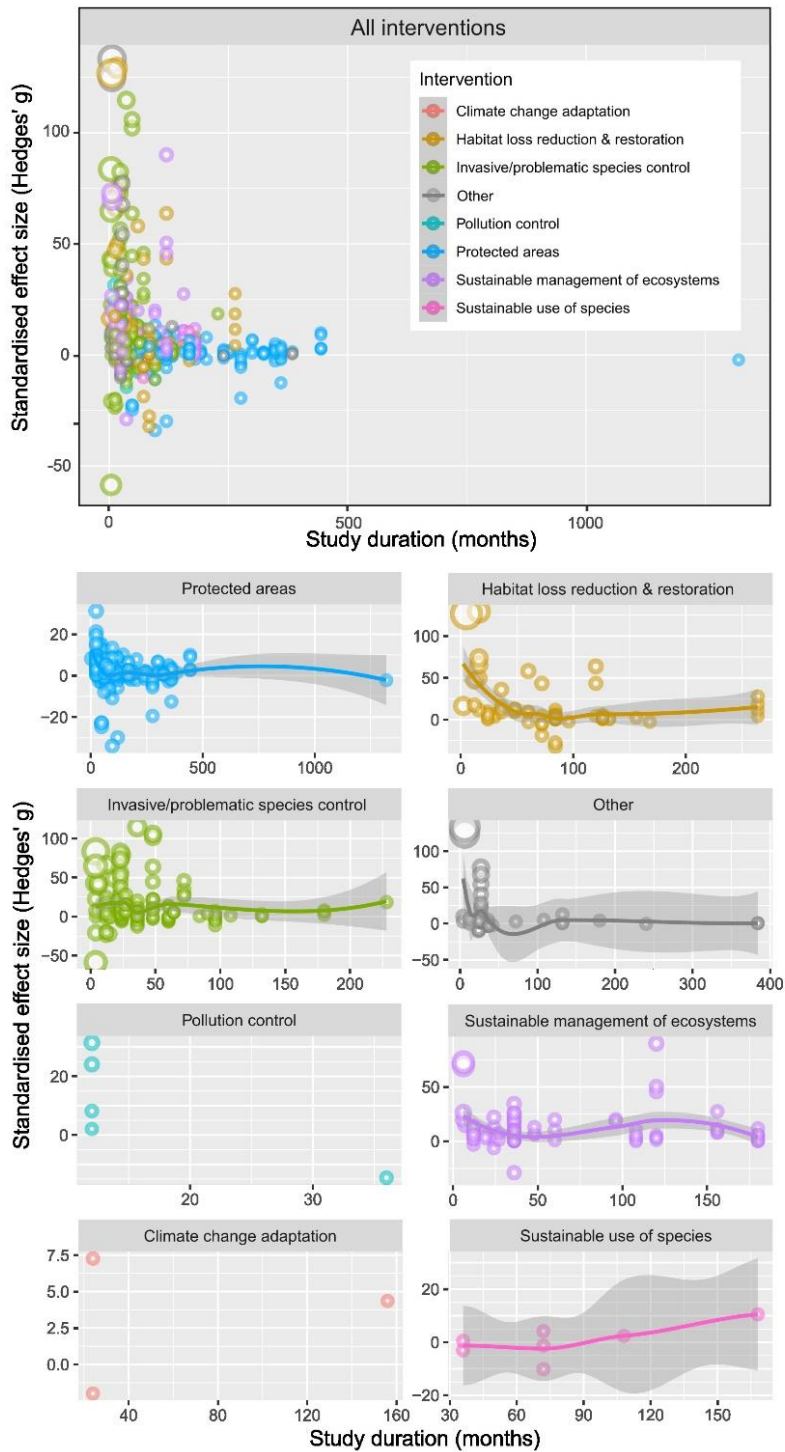 All interventions
Standardised effect size (Hedges' g)
100
50
0
-50
Intervention
Climate change adaptation
Habitat loss reduction & restoration
Invasive/problematic species control
Other
Pollution control
Protected areas
Sustainable management of ecosystems
Sustainable use of species
0
500
1000
Study duration (months)
Protected areas
20
0
−20
0
500
1000
Habitat loss reduction & restoration
100
50
0
0
100
200
Standardised effect size (Hedges' g)
Invasive/problematic species control
100
50
0
−50
0
50
100
150
200
Other
100
50
0
−50
0
100
200
300
400
Pollution control
20
0
20
30
Sustainable management of ecosystems
50
0
0
50
100
150
Climate change adaptation
7.5
5.0
2.5
0.0
40
80
120
160
Sustainable use of species
20
0
−20
30
60
90
120
150
Study duration (months)